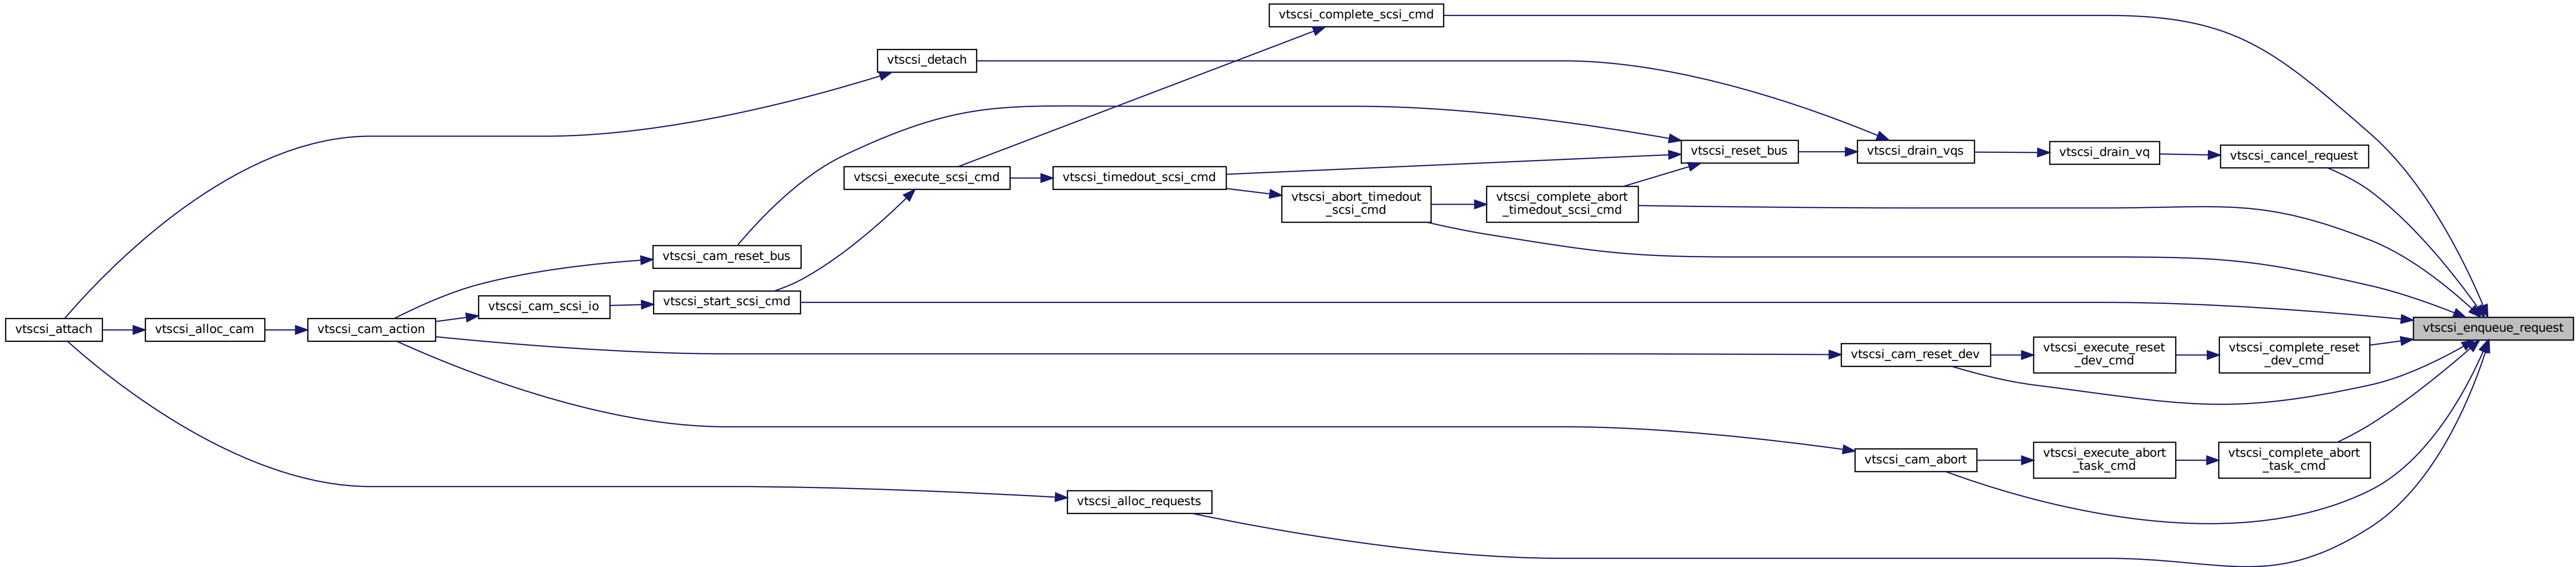 vtscsi_complete_scsi_cmd
vtscsi_detach
vtscsi_reset_bus
vtscsi_drain_vqs
vtscsi_drain_vq
vtscsi_cancel_request
vtscsi_execute_scsi_cmd
vtscsi_timedout_scsi_cmd
vtscsi_abort_timedout
_scsi_cmd
vtscsi_complete_abort
_timedout_scsi_cmd
vtscsi_cam_reset_bus
vtscsi_cam_scsi_io
vtscsi_start_scsi_cmd
vtscsi_attach
vtscsi_alloc_cam
vtscsi_cam_action
vtscsi_enqueue_request
vtscsi_cam_reset_dev
vtscsi_execute_reset
_dev_cmd
vtscsi_complete_reset
_dev_cmd
vtscsi_cam_abort
vtscsi_execute_abort
_task_cmd
vtscsi_complete_abort
_task_cmd
vtscsi_alloc_requests